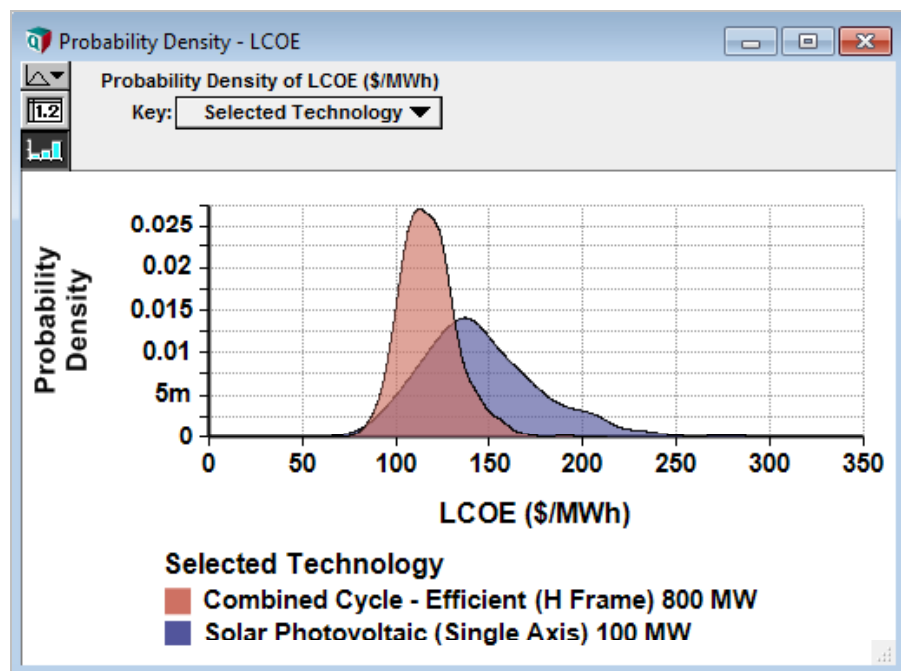 Probability Density - LCOE
Probability Density of LCOE ($/MWh)
Key: Selected Technology
1.2
Probability
Density
0.025
0.02
0.015
0.01
5m
0
0 50 100 150 200 250 300 350
LCOE ($/MWh)
Selected Technology
Combined Cycle - Efficient (H Frame) 800 MW
Solar Photovoltaic (Single Axis) 100 MW